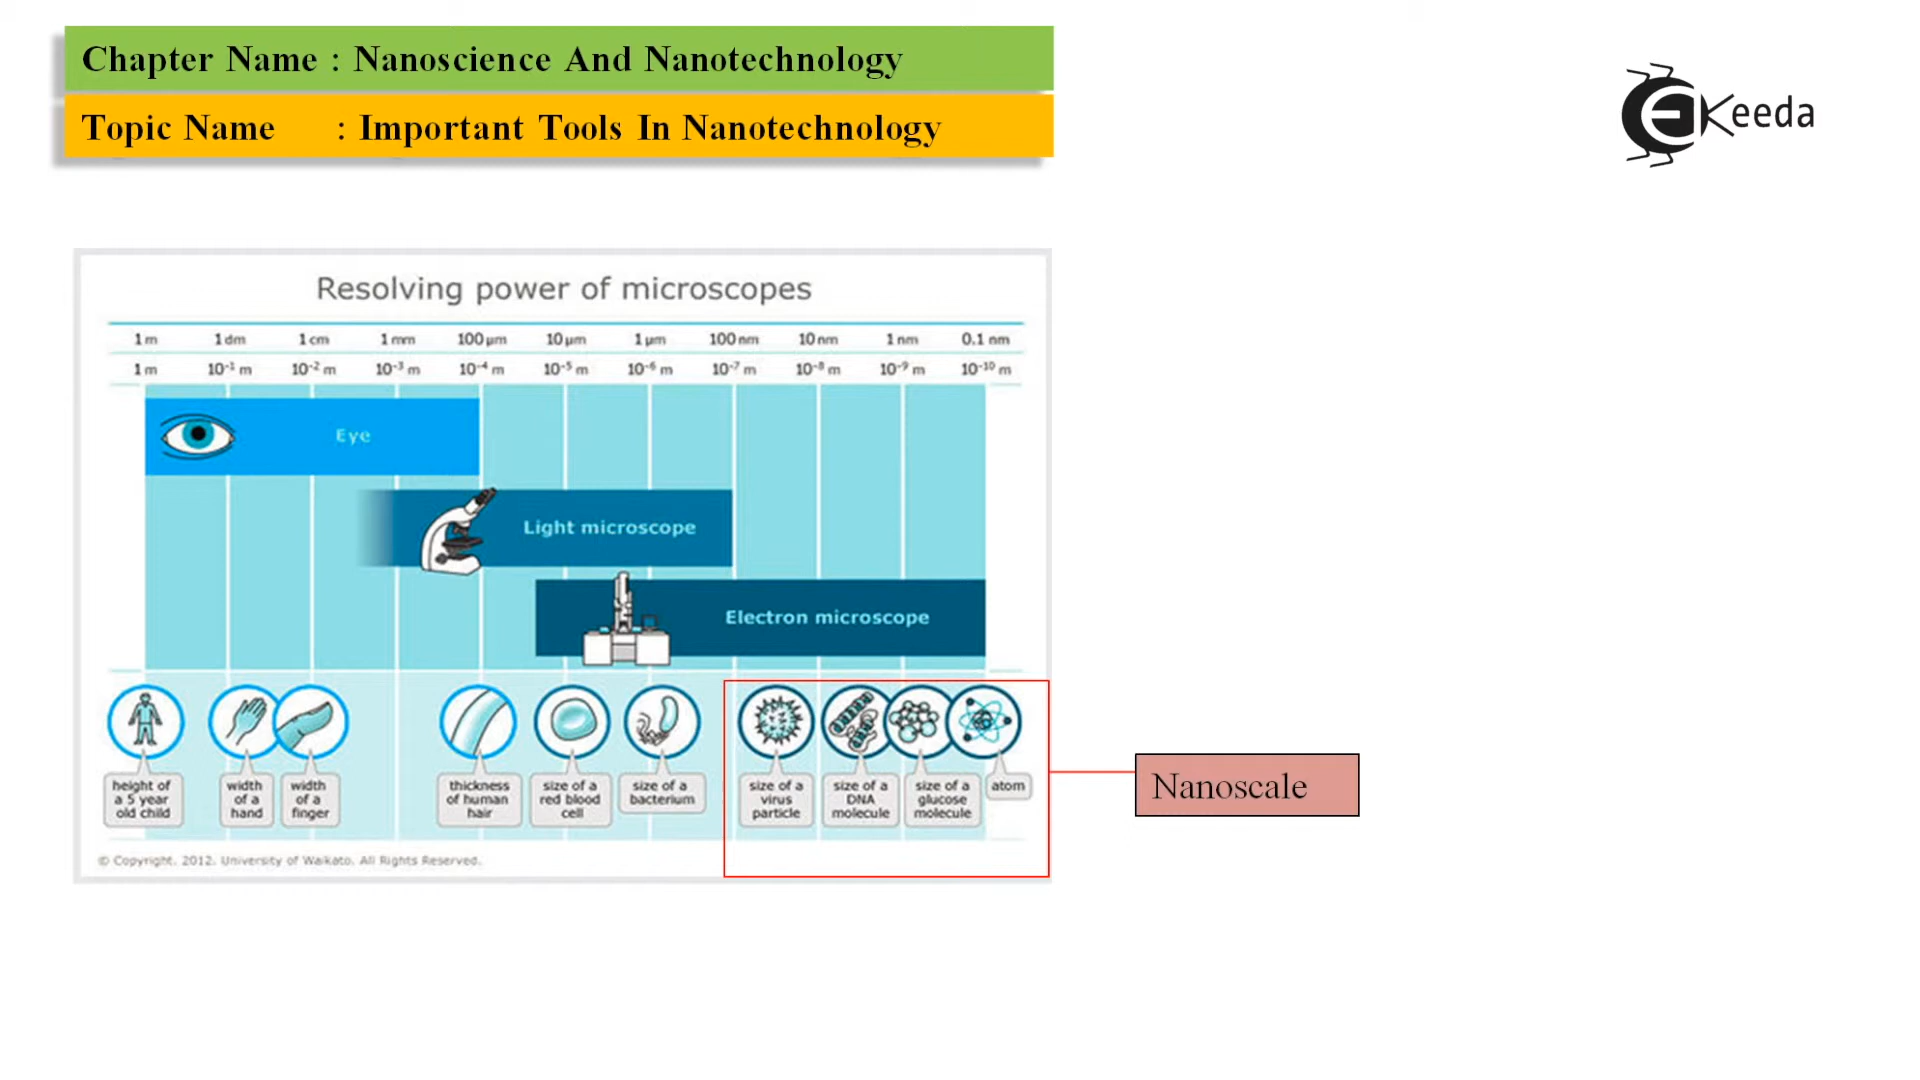 Chapter Name : Nanoscience And Nanotechnology
Topic Name : Important Tools In Nanotechnology
Keeda
Resolving power of microscopes
1 m 1 dm 1 cm 1 mm 100 µm 10 µm 1 µm 100 nm 10 nm 1 nm 0.1 nm
1 m 10⁻¹ m 10⁻² m 10⁻³ m 10⁻⁴ m 10⁻⁵ m 10⁻⁶ m 10⁻⁷ m 10⁻⁸ m 10⁻⁹ m 10⁻¹⁰ m
Eye
Light microscope
Electron microscope
height of
a 5 year
old child
width
of a
hand
width
of a
finger
thickness
of human
hair
size of a
red blood
cell
size of a
bacterium
size of a
virus
particle
size of a
DNA
molecule
size of a
glucose
molecule
atom
Nanoscale
© Copyright. 2012. University of Waikato. All Rights Reserved.